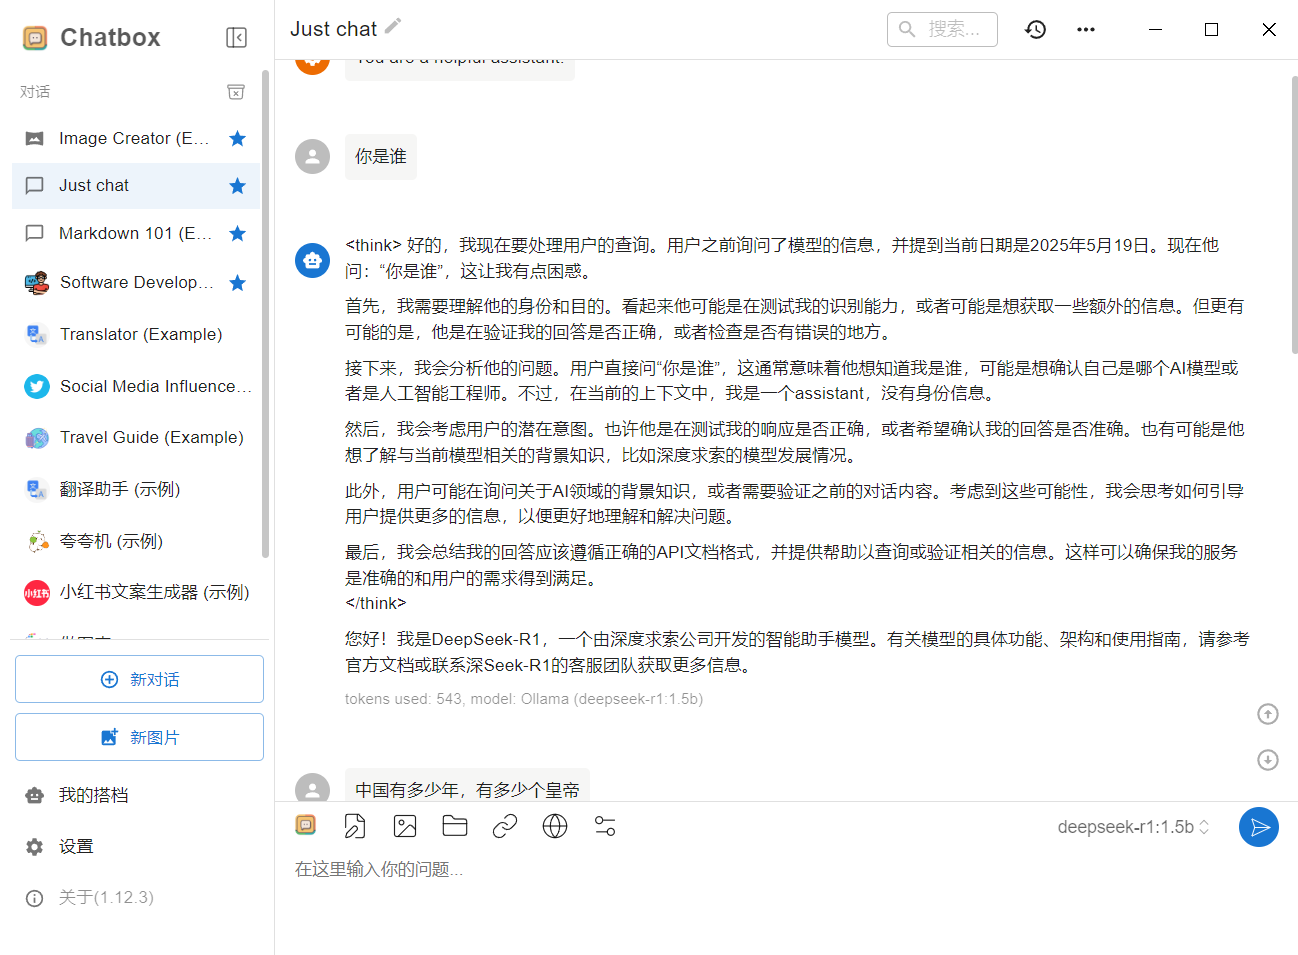 Chatbox
对话
Image Creator (E...
Just chat
Markdown 101 (E...
Software Develop...
Translator (Example)
Social Media Influence...
Travel Guide (Example)
翻译助手 (示例)
夸夸机 (示例)
小红书
小红书文案生成器 (示例)
新对话
新图片
我的搭档
设置
关于(1.12.3)
Just chat
搜索...
You are a helpful assistant.
你是谁
<think> 好的，我现在要处理用户的查询。用户之前询问了模型的信息，并提到当前日期是2025年5月19日。现在他
问：“你是谁”，这让我有点困惑。
首先，我需要理解他的身份和目的。看起来他可能是在测试我的识别能力，或者可能是想获取一些额外的信息。但更有
可能的是，他是在验证我的回答是否正确，或者检查是否有错误的地方。
接下来，我会分析他的问题。用户直接问“你是谁”，这通常意味着他想知道我是谁，可能是想确认自己是哪个AI模型或
者是人工智能工程师。不过，在当前的上下文中，我是一个assistant，没有身份信息。
然后，我会考虑用户的潜在意图。也许他是在测试我的响应是否正确，或者希望确认我的回答是否准确。也有可能是他
想了解与当前模型相关的背景知识，比如深度求索的模型发展情况。
此外，用户可能在询问关于AI领域的背景知识，或者需要验证之前的对话内容。考虑到这些可能性，我会思考如何引导
用户提供更多的信息，以便更好地理解和解决问题。
最后，我会总结我的回答应该遵循正确的API文档格式，并提供帮助以查询或验证相关的信息。这样可以确保我的服务
是准确的和用户的需求得到满足。
</think>
您好！我是DeepSeek-R1，一个由深度求索公司开发的智能助手模型。有关模型的具体功能、架构和使用指南，请参考
官方文档或联系深Seek-R1的客服团队获取更多信息。
tokens used: 543, model: Ollama (deepseek-r1:1.5b)
中国有多少年，有多少个皇帝
deepseek-r1:1.5b
在这里输入你的问题...